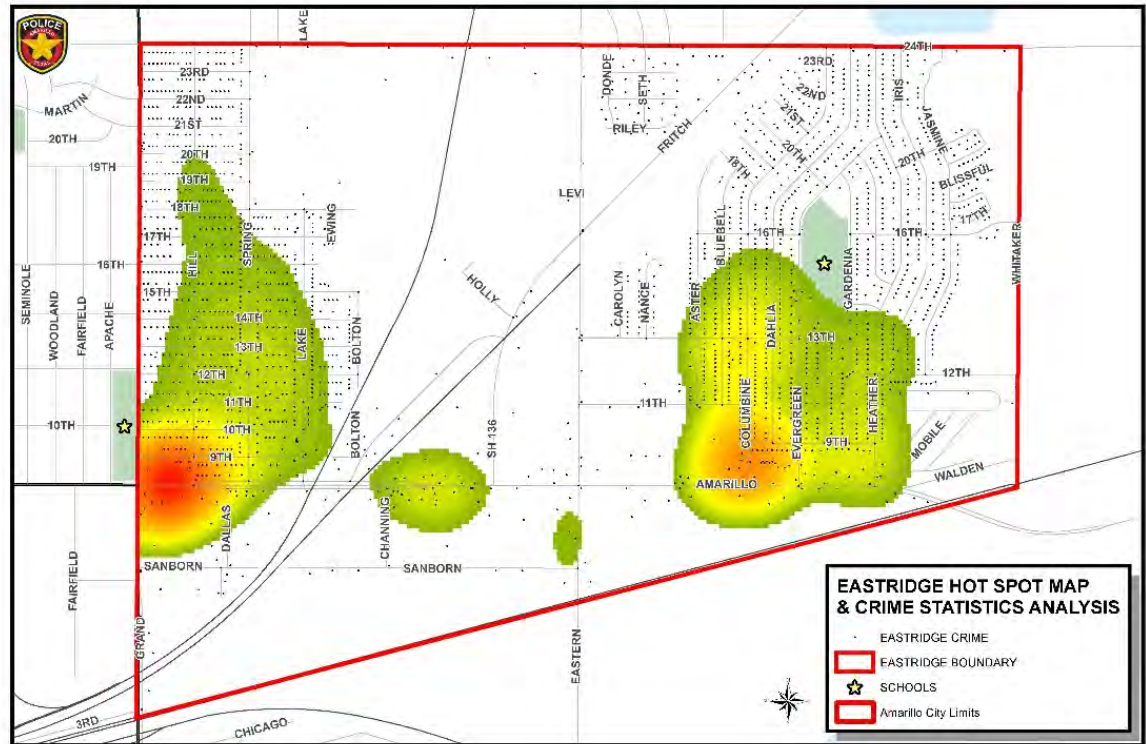 POLICE
AMARILLO
TEXAS
LAKE
24TH
23RD
23RD
DONDE
SETH
IRIS
22ND
22ND
MARTIN
21ST
21ST
JASMINE
RILEY
FRITCH
20TH
20TH
20TH
20TH
19TH
19TH
18TH
BLISSFUL
LEVI
18TH
17TH
EWING
SPRING
17TH
16TH
16TH
BLUEBELL
HILL
16TH
WHITAKER
SEMINOLE
WOODLAND
FAIRFIELD
APACHE
15TH
HOLLY
CAROLYN
NANCE
ASTER
DAHLIA
GARDENIA
14TH
13TH
LAKE
BOLTON
13TH
12TH
12TH
11TH
11TH
COLUMBINE
EVERGREEN
HEATHER
10TH
10TH
BOLTON
SH 136
9TH
9TH
MOBILE
WALDEN
AMARILLO
DALLAS
CHANNING
SANBORN
SANBORN
FAIRFIELD
GRAND
EASTERN
3RD
CHICAGO
EASTRIDGE HOT SPOT MAP
& CRIME STATISTICS ANALYSIS
EASTRIDGE CRIME
EASTRIDGE BOUNDARY
SCHOOLS
Amarillo City Limits